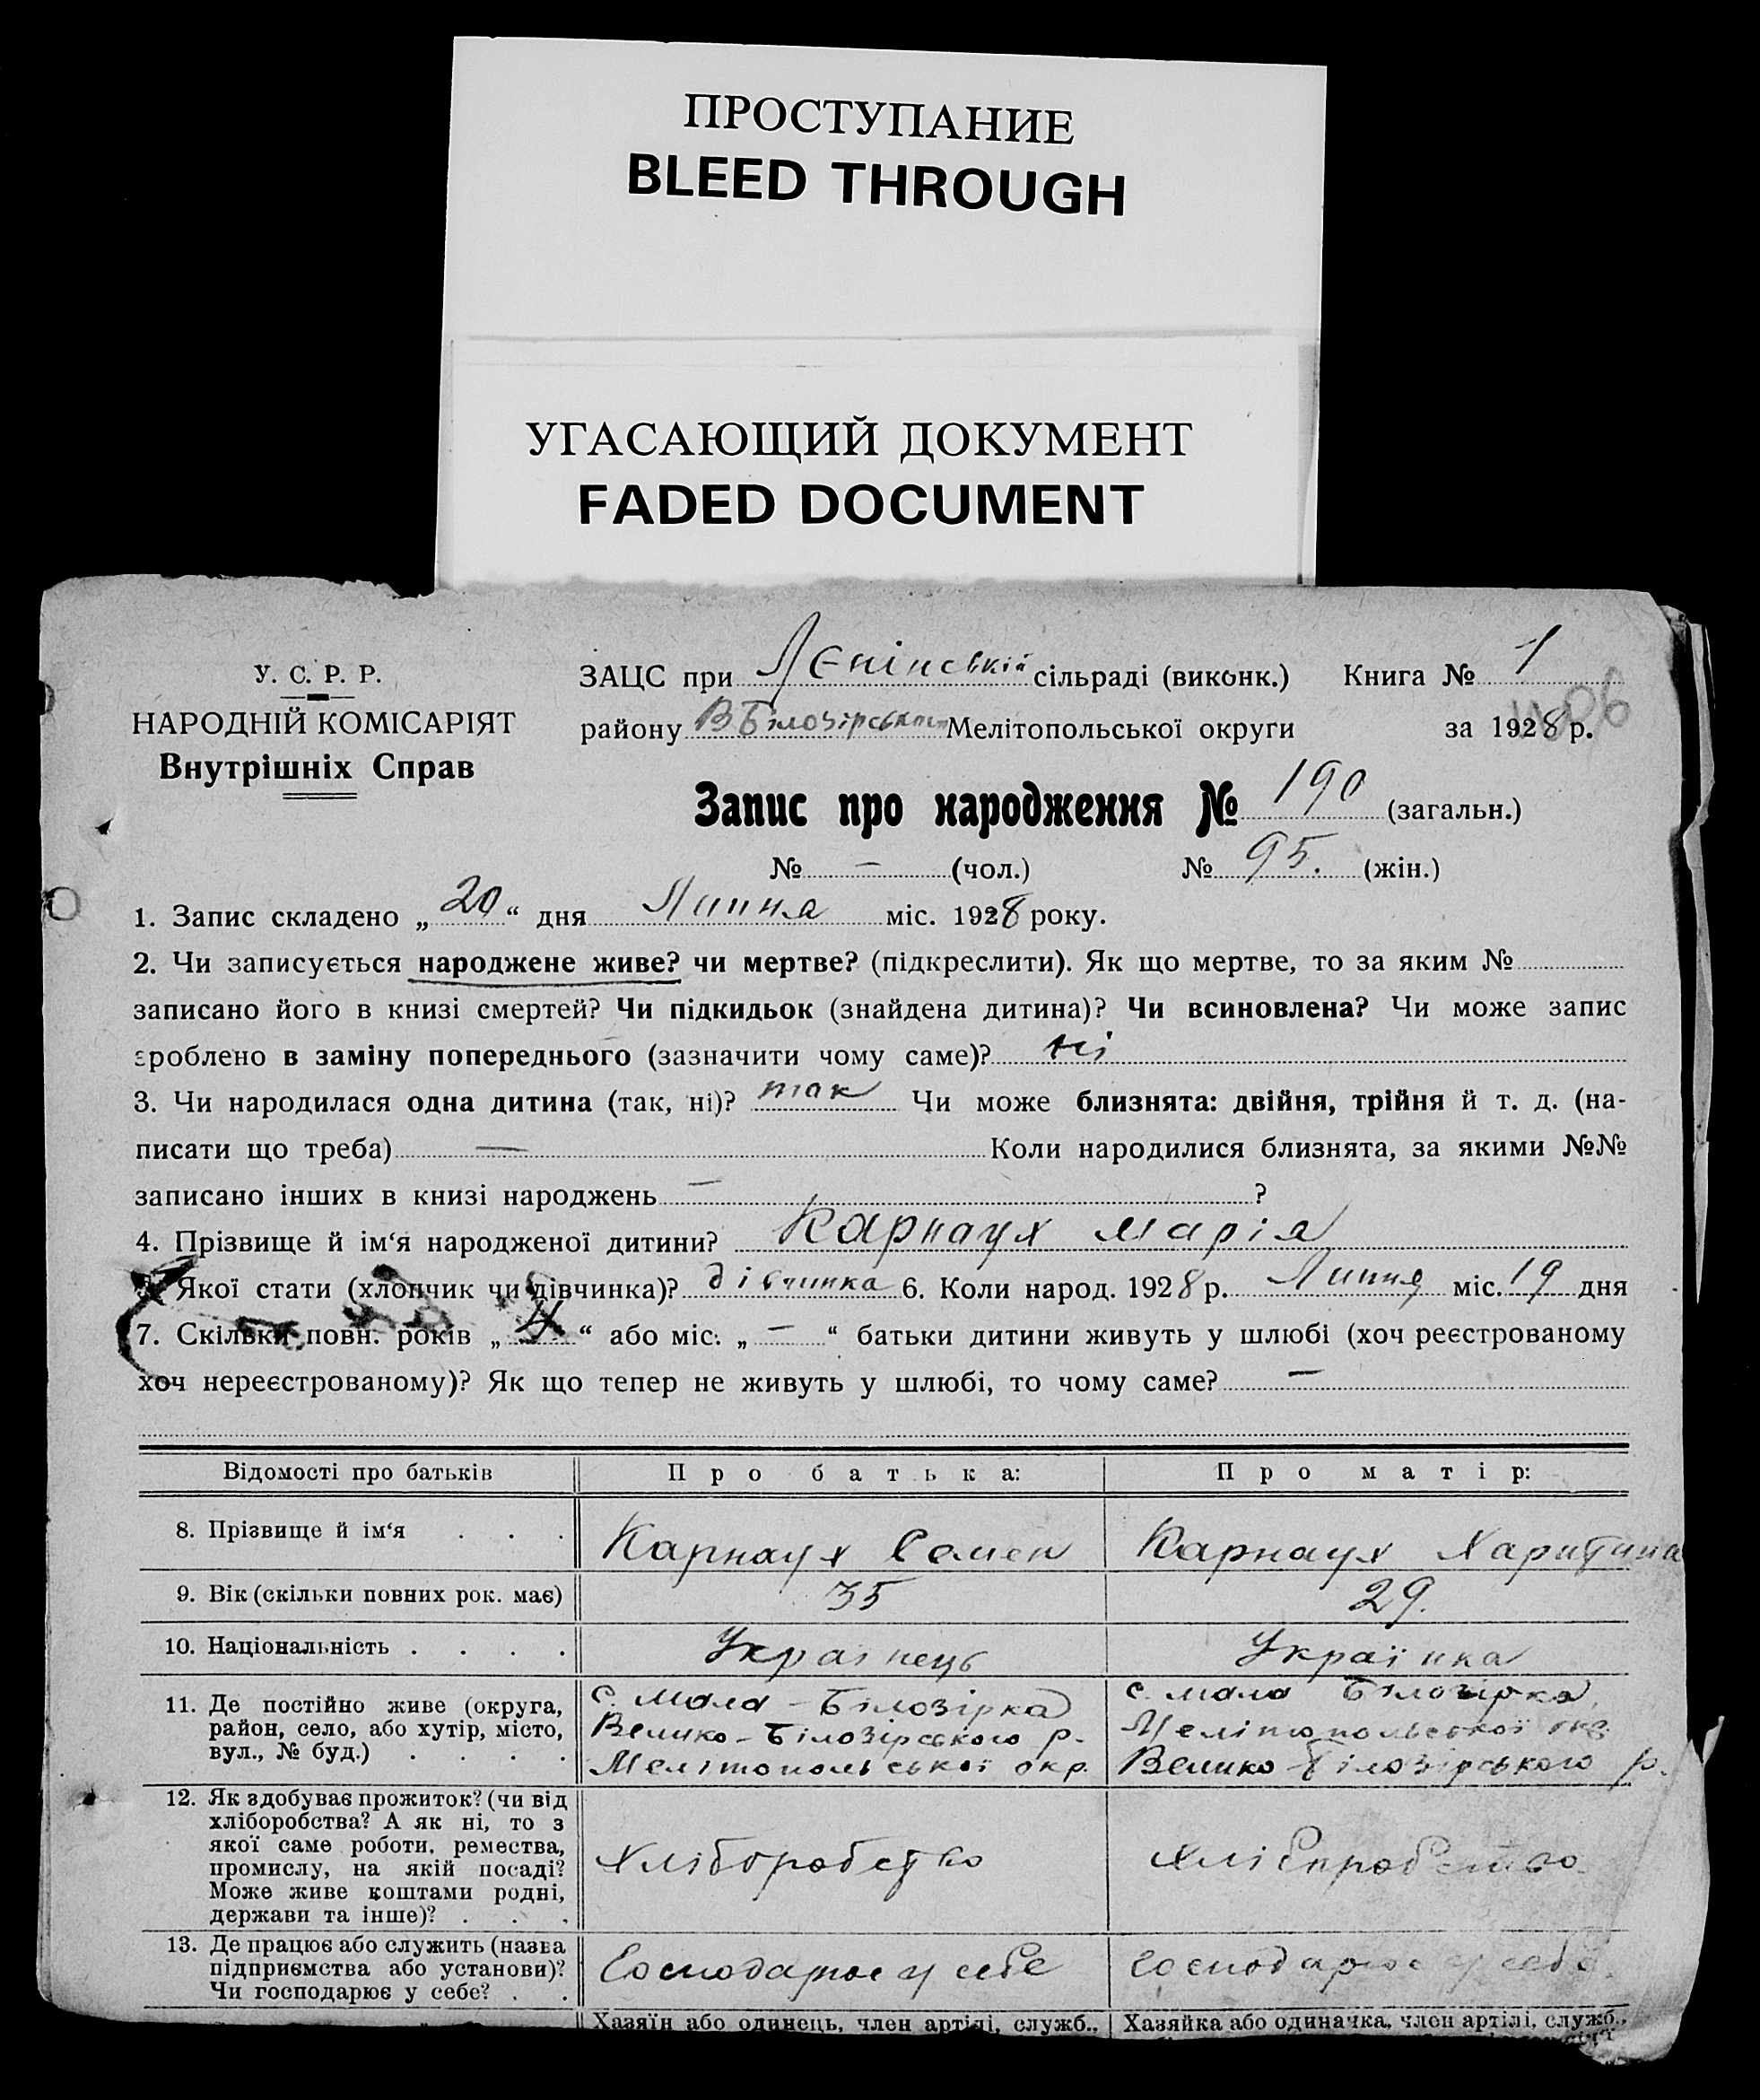 ПРОСТУПАНИЕ
BLEED THROUGH
УГАСАЮЩИЙ ДОКУМЕНТ
FADED DOCUMENT
У. С. Р. Р.
НАРОДНІЙ КОМІСАРІЯТ
Внутрішніх Справ
ЗАЦС при Лєнінській сільраді (виконк.) Книга № 1
району В Білозірського Мелітопольської округи за 1928 р.
Запис про народження № 190 (загальн.)
№ — (чол.) № 95. (жін.)
1. Запис складено „20“ дня Липня міс. 1928 року.
2. Чи записується народжене живе? чи мертве? (підкреслити). Як що мертве, то за яким №
записано його в книзі смертей? Чи підкидьок (знайдена дитина)? Чи всиновлена? Чи може запис
зроблено в заміну попереднього (зазначити чому саме)? ні
3. Чи народилася одна дитина (так, ні)? так Чи може близнята: двійня, трійня й т. д. (на-
писати що треба) — Коли народилися близнята, за якими №№
записано інших в книзі народжень — ?
4. Прізвище й ім‘я народженої дитини? Карнаух Марія
Якої стати (хлопчик чи дівчинка)? дівчинка 6. Коли народ. 1928 р. Липня міс. 19 дня
7. Скільки повн. років „ “ або міс. „ — “ батьки дитини живуть у шлюбі (хоч реєстрованому
хоч нереєстрованому)? Як що тепер не живуть у шлюбі, то чому саме? —
Відомості про батьків Про батька: Про матір:
8. Прізвище й ім‘я . . . Карнаух Семен Карнаух Харитина
9. Вік (скільки повних рок. має) 35 29.
10. Національність . . . . Украінець Українка
11. Де постійно живе (округа,
район, село, або хутір, місто,
вул., № буд.) . . . .
с. Мала - Білозірка
Велико - Білозірського р.
Мелітопольської окр.
с. Мала Білозірка
Мелітопольської окр.
Велико - Білозірського р.
12. Як здобуває прожиток? (чи від
хліборобства? А як ні, то з
якої саме роботи, ремества,
промислу, на якій посаді?
Може живе коштами родні,
держави та інше)? . . .
Хліборобство
Хліборобство
13. Де працює або служить (назва
підприємства або установи)?
Чи господарює у себе? . .
Господарює у себе
Господарює у себе.
Хазяїн або одинець, член артілі, служб., Хазяйка або одиначка, член артілі, служб.,